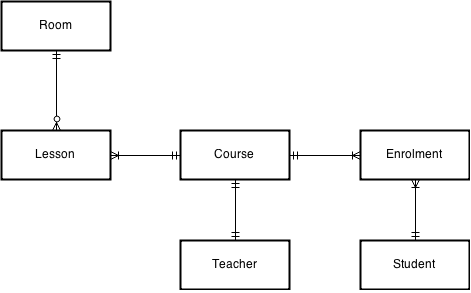 Room
Lesson
Course
Enrolment
Teacher
Student